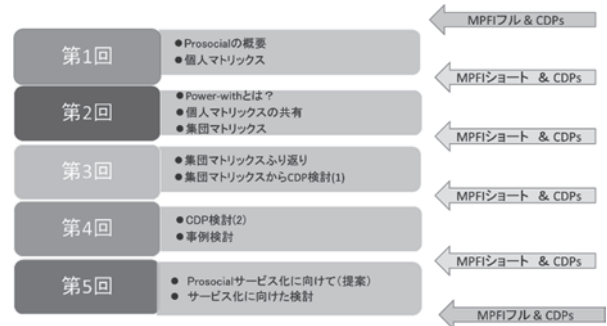 MPFIフル & CDPs
第1回
●Prosocialの概要
●個人マトリックス
MPFIショート & CDPs
第2回
●Power-withとは？
●個人マトリックスの共有
●集団マトリックス
MPFIショート & CDPs
第3回
●集団マトリックスふり返り
●集団マトリックスからCDP検討(1)
MPFIショート & CDPs
第4回
●CDP検討(2)
●事例検討
MPFIショート & CDPs
第5回
● Prosocialサービス化に向けて(提案)
● サービス化に向けた検討
MPFIフル & CDPs